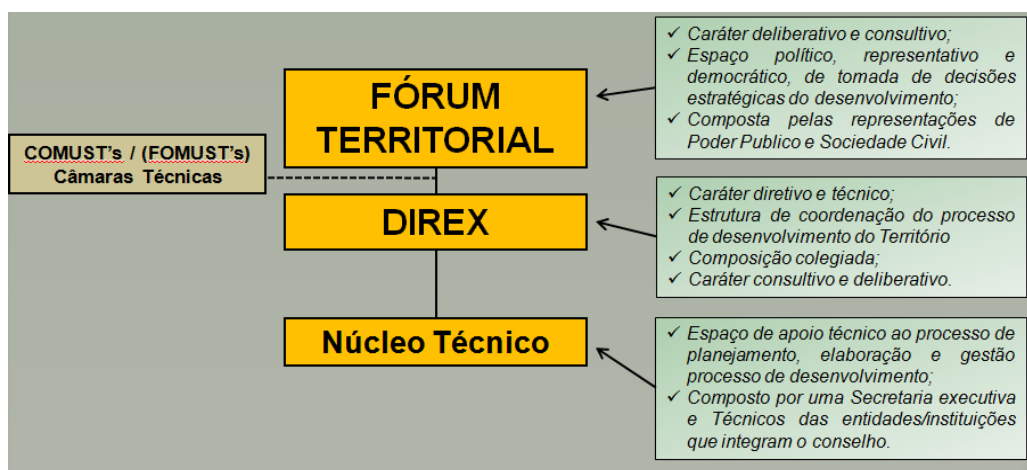 FÓRUM
TERRITORIAL
COMUST's / (FOMUST's)
Câmaras Técnicas
DIREX
Núcleo Técnico
✓ Caráter deliberativo e consultivo;
✓ Espaço político, representativo e
democrático, de tomada de decisões
estratégicas do desenvolvimento;
✓ Composta pelas representações de
Poder Publico e Sociedade Civil.
✓ Caráter diretivo e técnico;
✓ Estrutura de coordenação do processo
de desenvolvimento do Território
✓ Composição colegiada;
✓ Caráter consultivo e deliberativo.
✓ Espaço de apoio técnico ao processo de
planejamento, elaboração e gestão
processo de desenvolvimento;
✓ Composto por uma Secretaria executiva
e Técnicos das entidades/instituições
que integram o conselho.